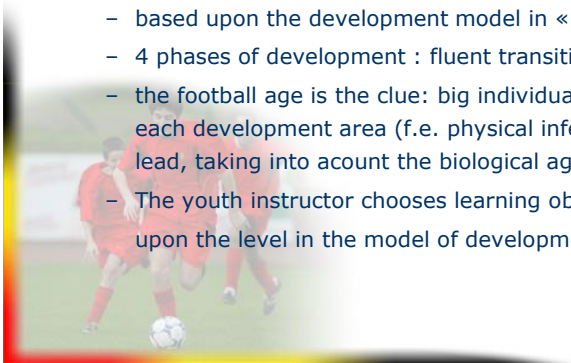 – based upon the development model in «
– 4 phases of development : fluent transiti
– the football age is the clue: big individua
each development area (f.e. physical infe
lead, taking into acount the biological ag
– The youth instructor chooses learning ob
upon the level in the model of developm